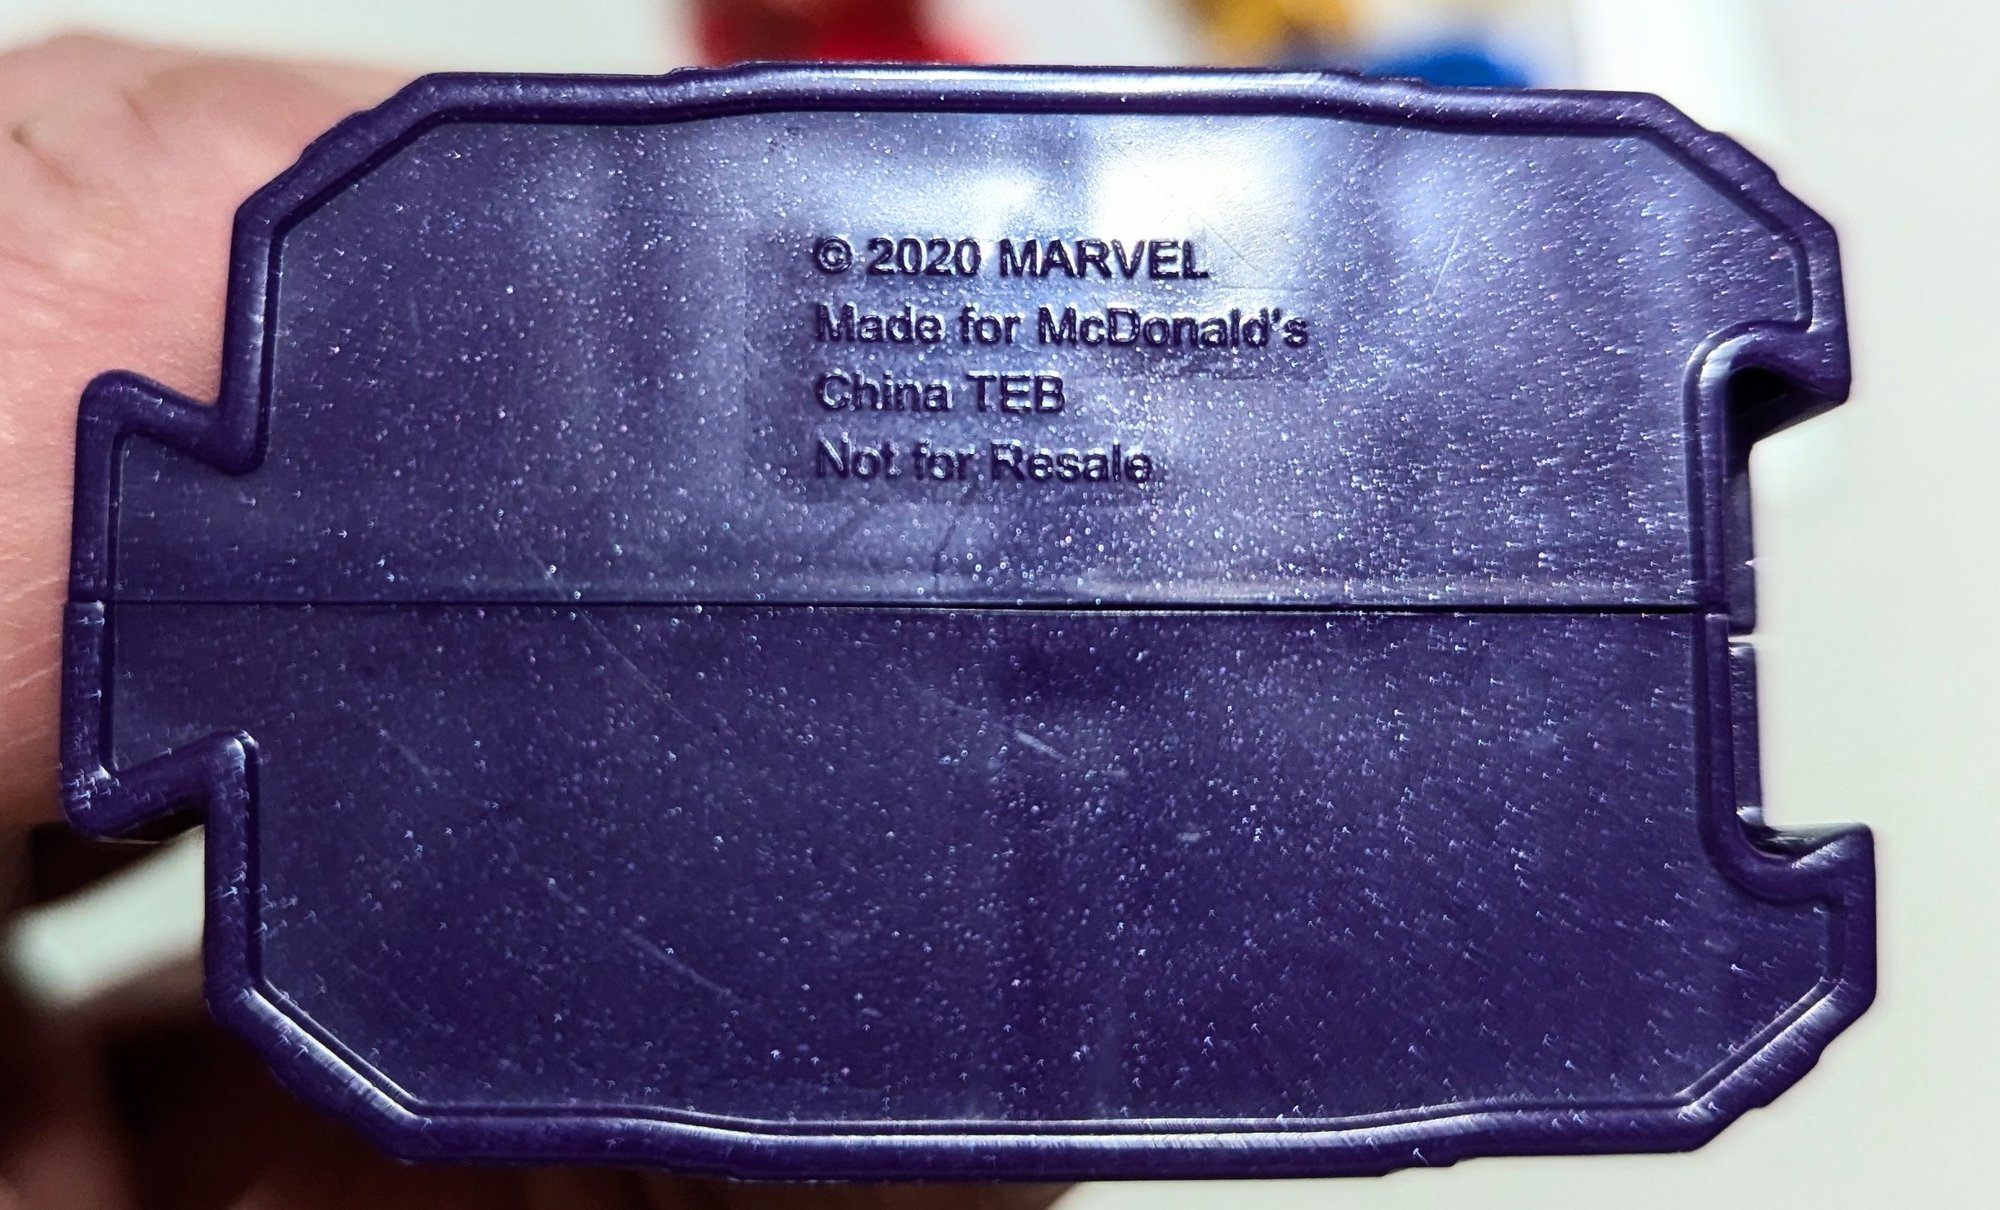 © 2020 MARVEL
Made for McDonald's
China TEB
Not for Resale